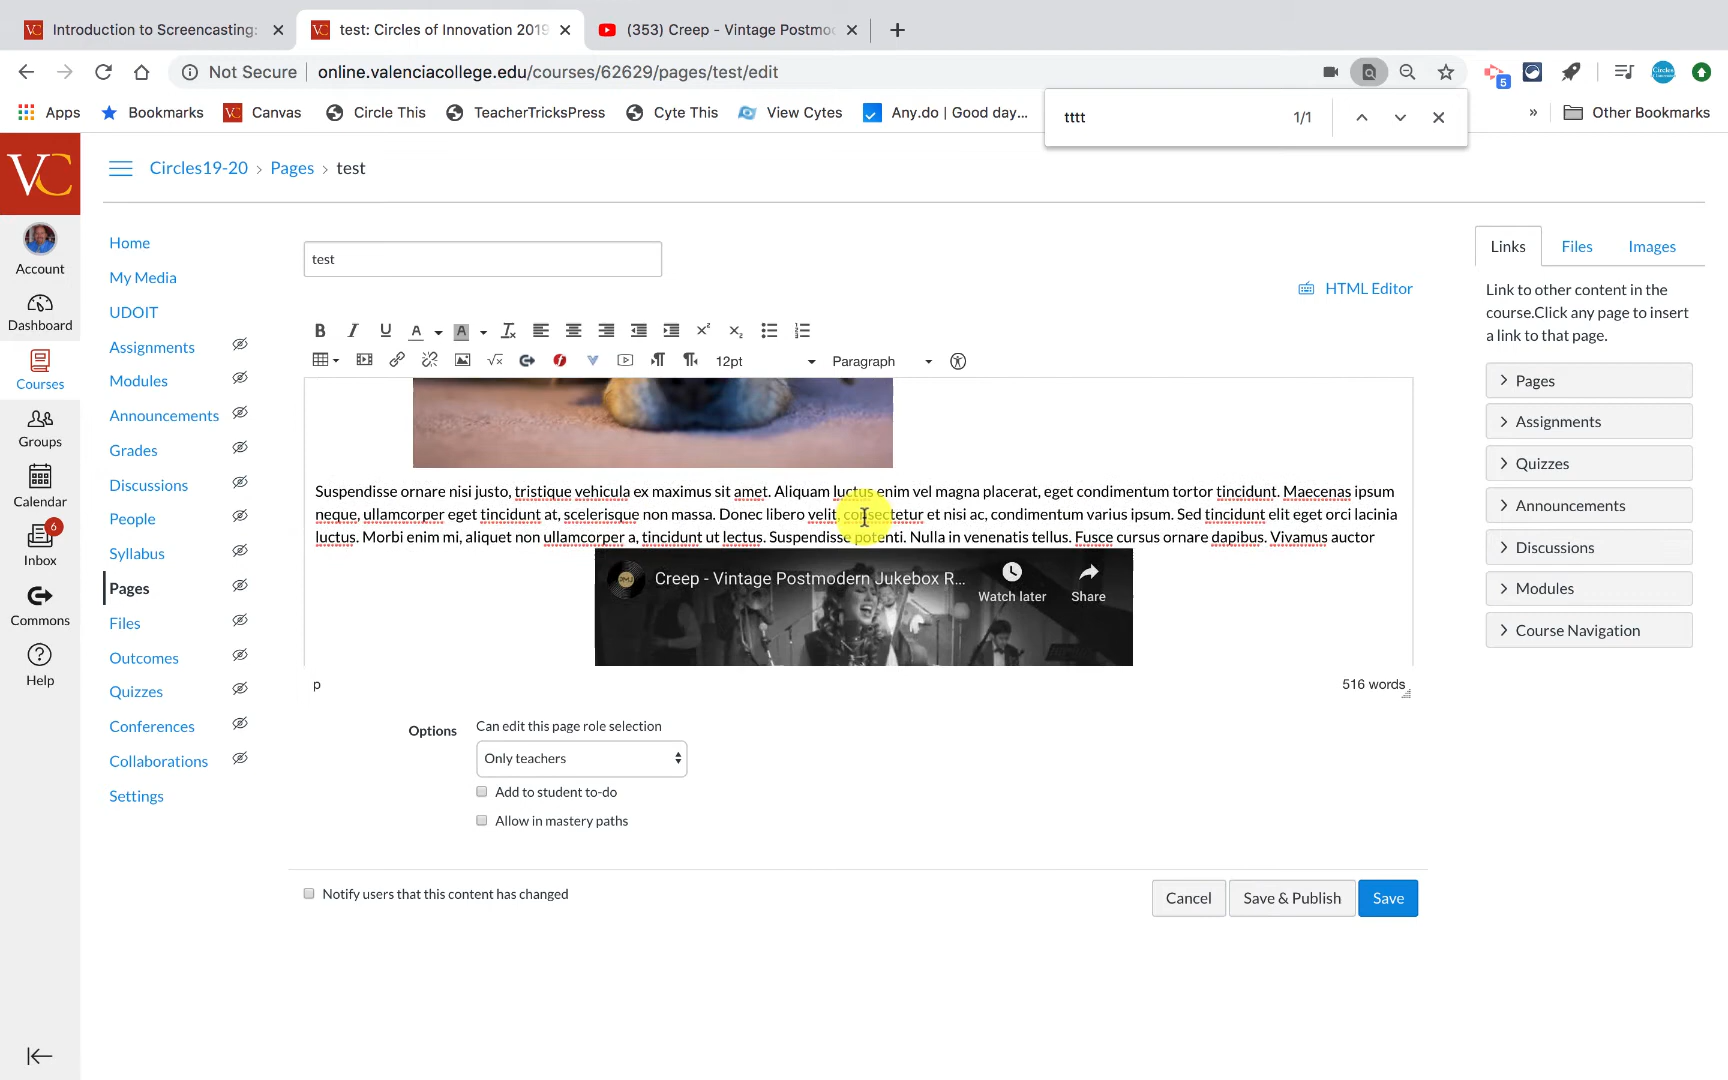 VC Introduction to Screencasting:
VC test: Circles of Innovation 2019
(353) Creep - Vintage Postmo
Not Secure | online.valenciacollege.edu/courses/62629/pages/test/edit
5
Apps
Bookmarks
VC Canvas
Circle This
TeacherTricksPress
Cyte This
View Cytes
Any.do | Good day...
» Other Bookmarks
tttt 1/1
VC
Circles19-20 > Pages > test
Account
Dashboard
Courses
Groups
Calendar
6
Inbox
Commons
Help
Home
My Media
UDOIT
Assignments
Modules
Announcements
Grades
Discussions
People
Syllabus
Pages
Files
Outcomes
Quizzes
Conferences
Collaborations
Settings
test
HTML Editor
B I U A A Tx x² x₂
√x 12pt Paragraph
Suspendisse ornare nisi justo, tristique vehicula ex maximus sit amet. Aliquam luctus enim vel magna placerat, eget condimentum tortor tincidunt. Maecenas ipsum
neque, ullamcorper eget tincidunt at, scelerisque non massa. Donec libero velit, consectetur et nisi ac, condimentum varius ipsum. Sed tincidunt elit eget orci lacinia
luctus. Morbi enim mi, aliquet non ullamcorper a, tincidunt ut lectus. Suspendisse potenti. Nulla in venenatis tellus. Fusce cursus ornare dapibus. Vivamus auctor
Creep - Vintage Postmodern Jukebox R...
Watch later
Share
p
516 words
Options
Can edit this page role selection
Only teachers
Add to student to-do
Allow in mastery paths
Notify users that this content has changed
Cancel
Save & Publish
Save
Links
Files
Images
Link to other content in the
course.Click any page to insert
a link to that page.
Pages
Assignments
Quizzes
Announcements
Discussions
Modules
Course Navigation